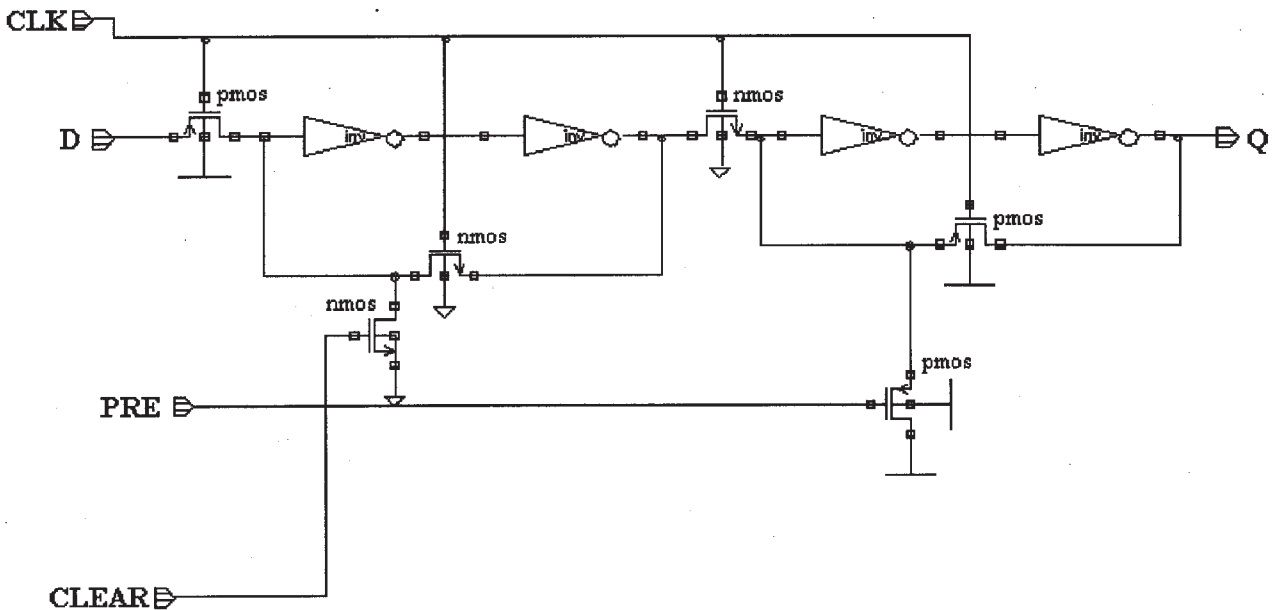 CLK
pmos
nmos
D
inv
inv
inv
inv
Q
nmos
pmos
nmos
pmos
PRE
CLEAR